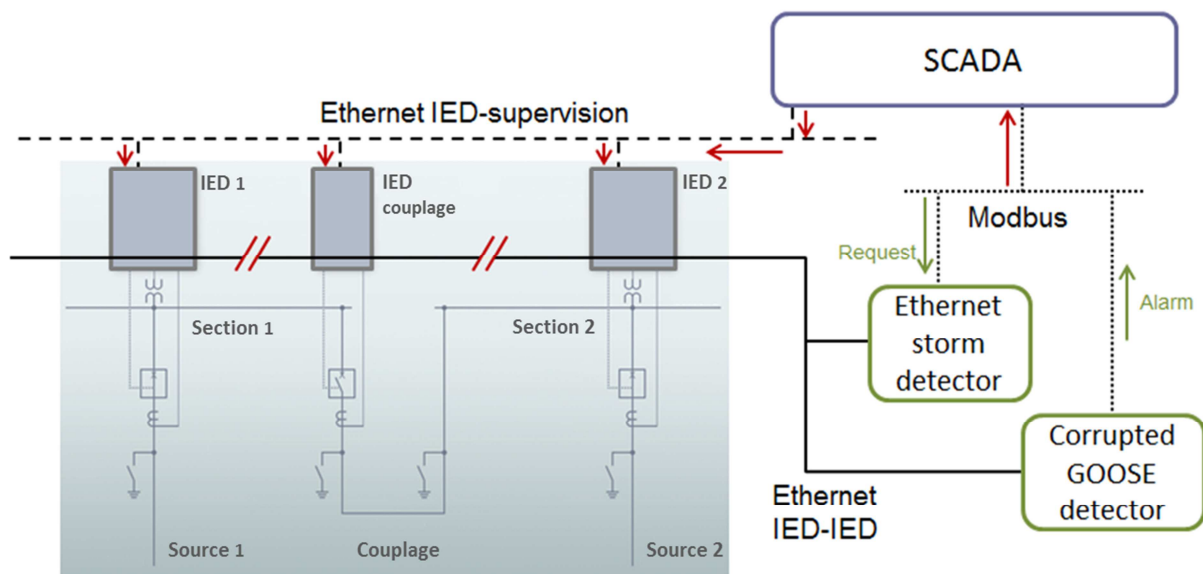 SCADA
Ethernet IED-supervision
IED 1
IED
couplage
IED 2
Modbus
Request
Ethernet
storm
detector
Alarm
Section 1
Section 2
Corrupted
GOOSE
detector
Ethernet
IED-IED
Source 1
Couplage
Source 2